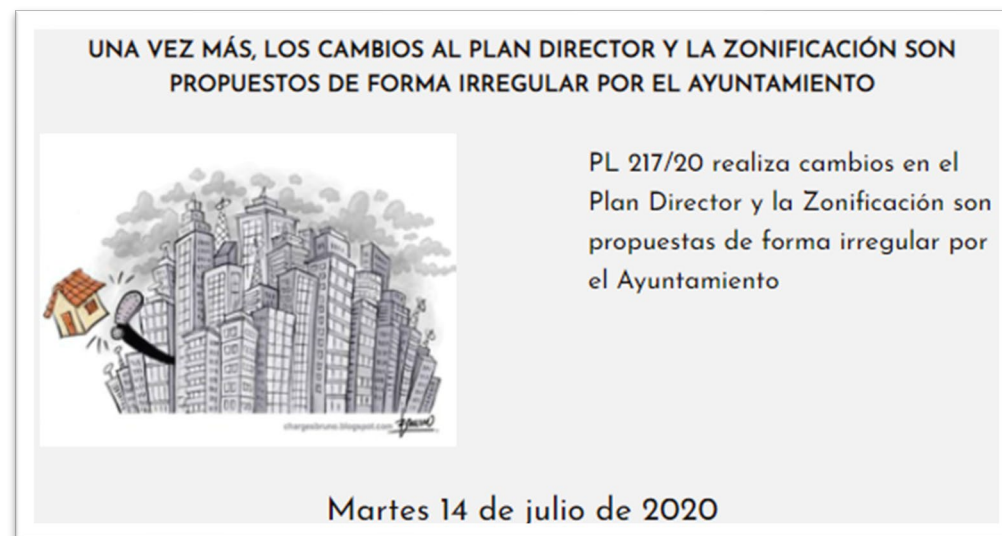 UNA VEZ MÁS, LOS CAMBIOS AL PLAN DIRECTOR Y LA ZONIFICACIÓN SON
PROPUESTOS DE FORMA IRREGULAR POR EL AYUNTAMIENTO
PL 217/20 realiza cambios en el
Plan Director y la Zonificación son
propuestas de forma irregular por
el Ayuntamiento
chargesbruno.blogspot.com
Martes 14 de julio de 2020